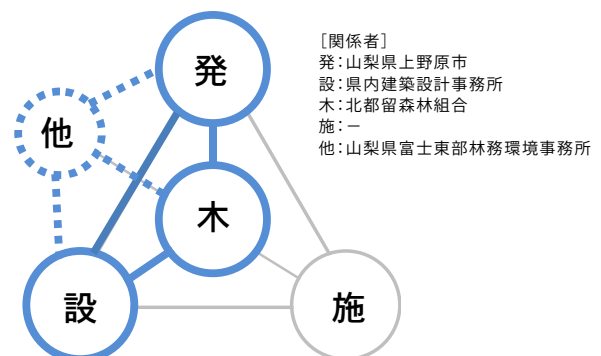 発
他
木
設
施
[関係者]
発:山梨県上野原市
設:県内建築設計事務所
木:北都留森林組合
施:－
他:山梨県富士東部林務環境事務所